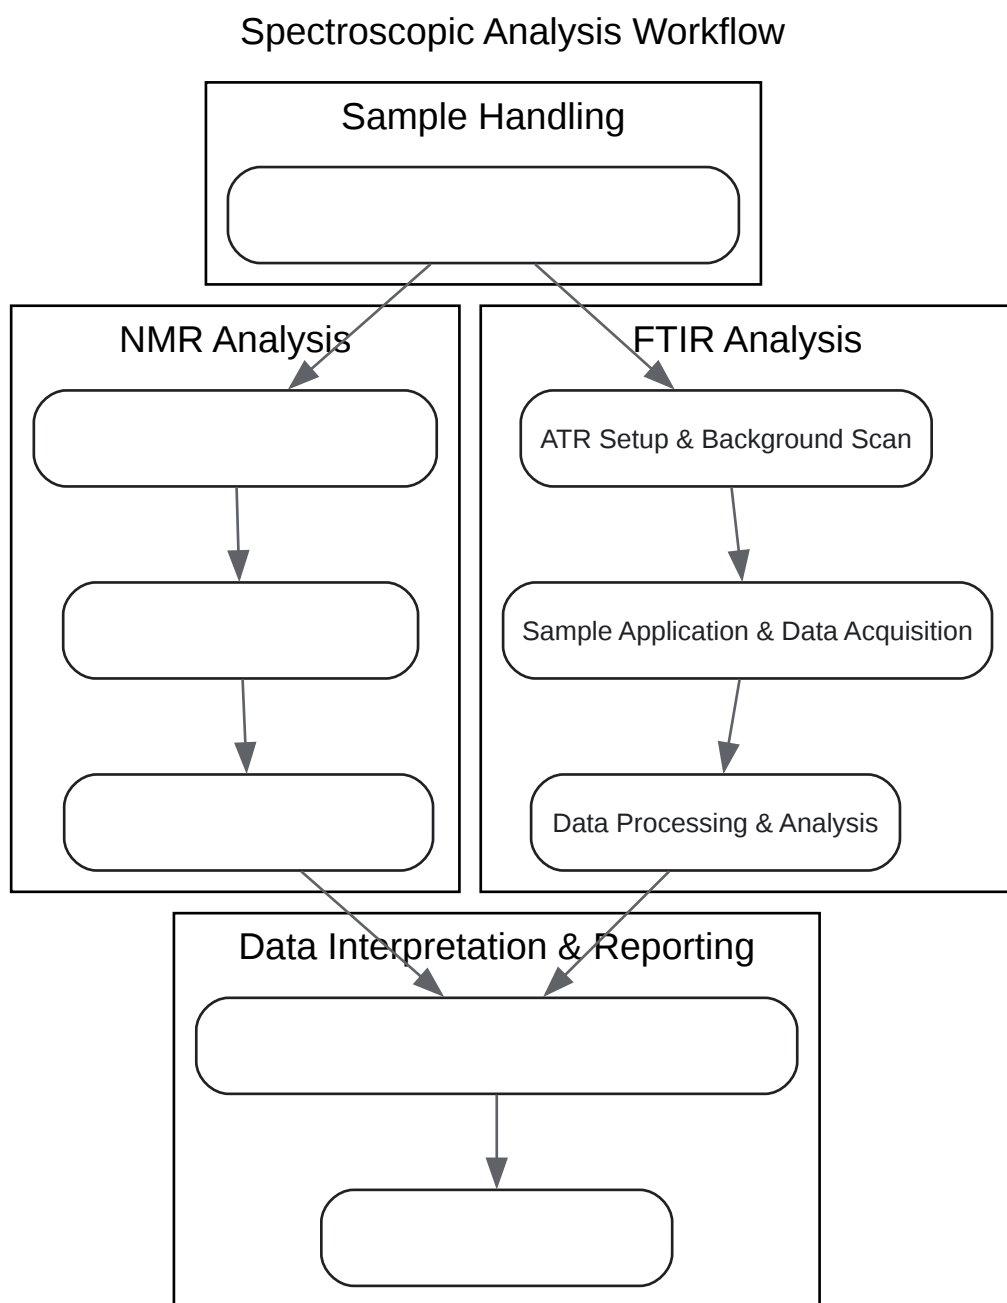 Spectroscopic Analysis Workflow
Sample Handling
NMR Analysis
FTIR Analysis
ATR Setup & Background Scan
Sample Application & Data Acquisition
Data Processing & Analysis
Data Interpretation & Reporting